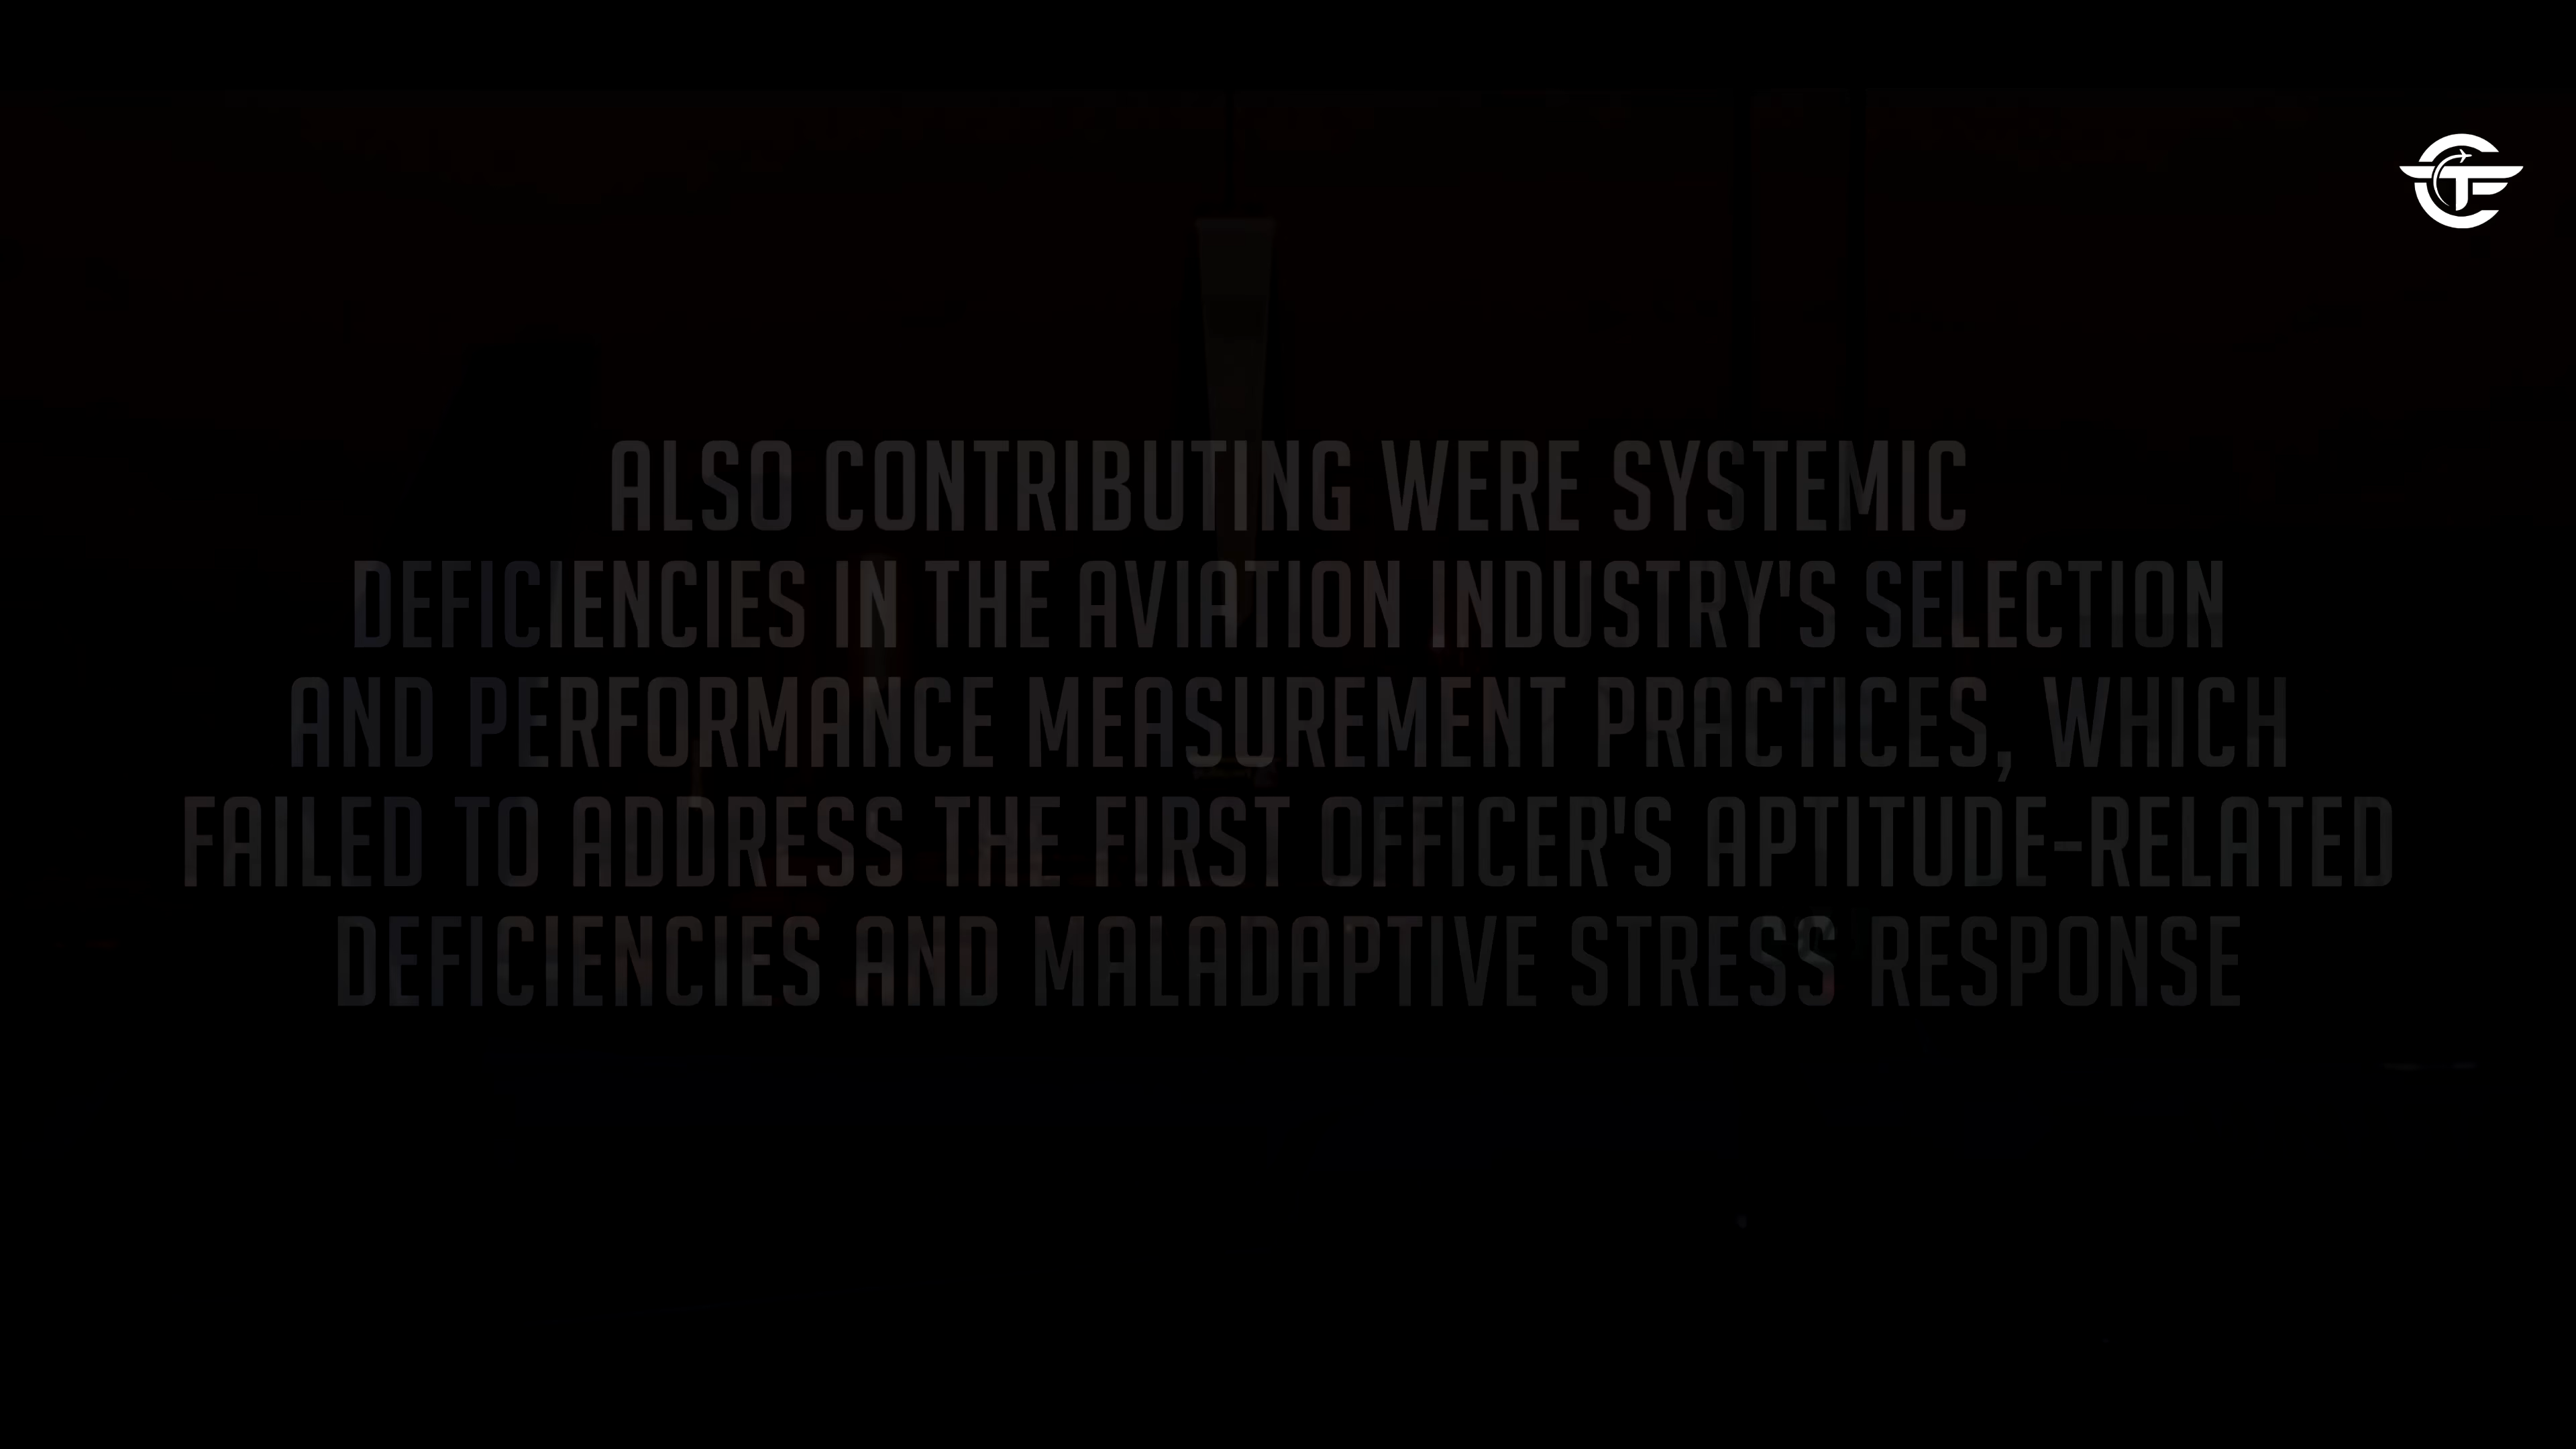 ALSO CONTRIBUTING WERE SYSTEMIC
DEFICIENCIES IN THE AVIATION INDUSTRY'S SELECTION
AND PERFORMANCE MEASUREMENT PRACTICES, WHICH
FAILED TO ADDRESS THE FIRST OFFICER'S APTITUDE-RELATED
DEFICIENCIES AND MALADAPTIVE STRESS RESPONSE